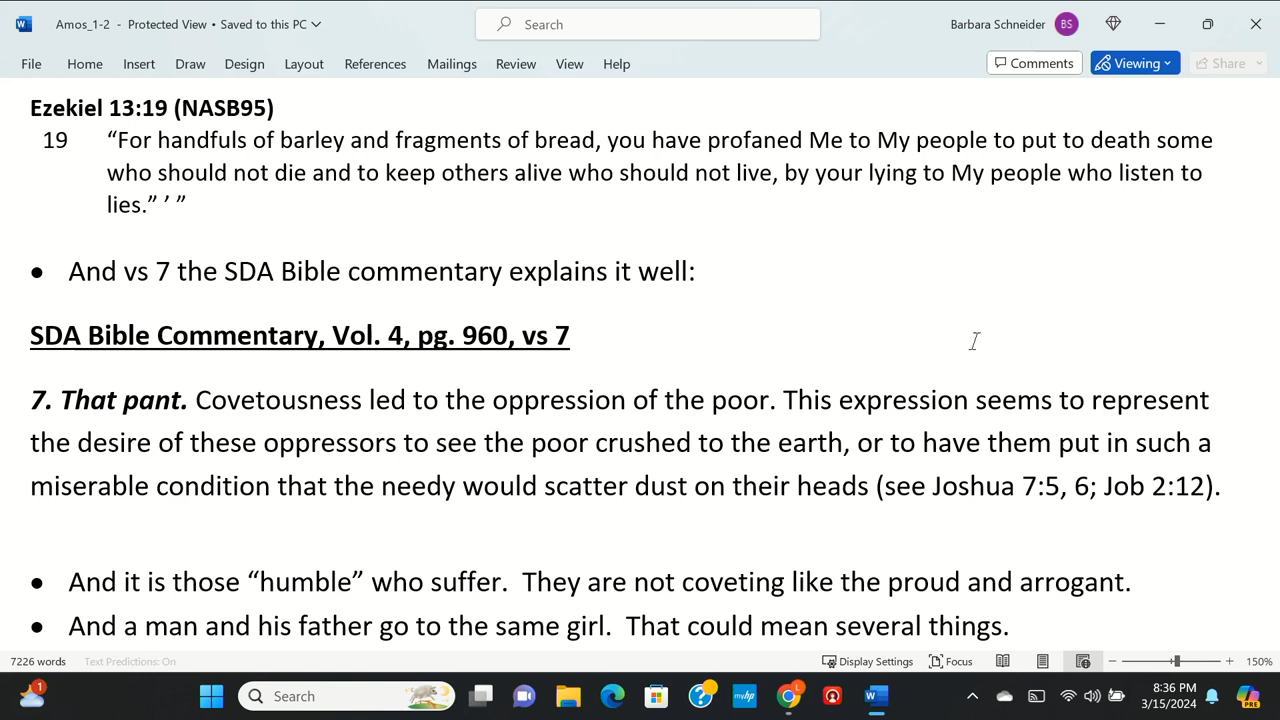 Amos_1-2 - Protected View • Saved to this PC
Search
Barbara Schneider BS
File Home Insert Draw Design Layout References Mailings Review View Help Comments Viewing Share
Ezekiel 13:19 (NASB95)
19 “For handfuls of barley and fragments of bread, you have profaned Me to My people to put to death some
who should not die and to keep others alive who should not live, by your lying to My people who listen to
lies.” ’ ”
• And vs 7 the SDA Bible commentary explains it well:
SDA Bible Commentary, Vol. 4, pg. 960, vs 7
7. That pant. Covetousness led to the oppression of the poor. This expression seems to represent
the desire of these oppressors to see the poor crushed to the earth, or to have them put in such a
miserable condition that the needy would scatter dust on their heads (see Joshua 7:5, 6; Job 2:12).
• And it is those “humble” who suffer.  They are not coveting like the proud and arrogant.
• And a man and his father go to the same girl.  That could mean several things.
7226 words Text Predictions: On Display Settings Focus 150%
1 Search myhp L W PRE
8:36 PM
3/15/2024